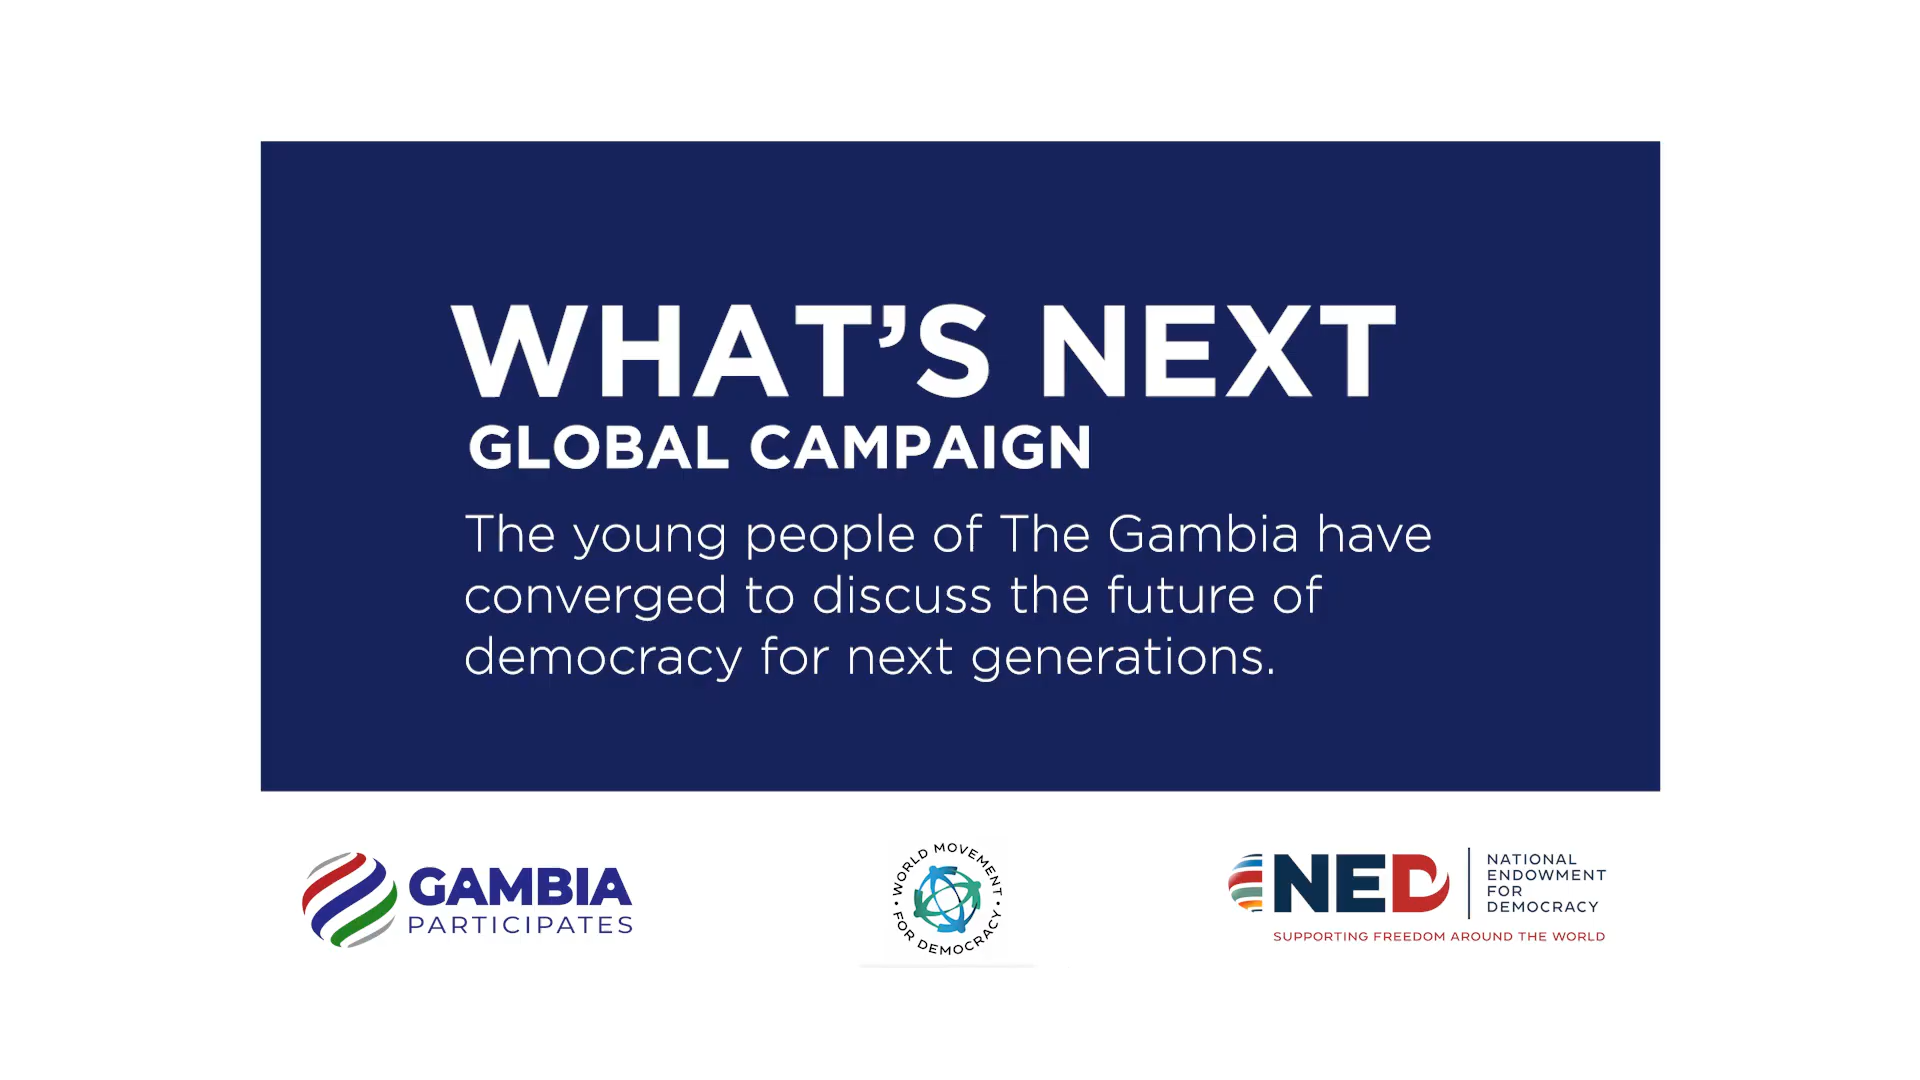 WHAT’S NEXT
GLOBAL CAMPAIGN
The young people of The Gambia have
converged to discuss the future of
democracy for next generations.
GAMBIA
PARTICIPATES
WORLD MOVEMENT
FOR DEMOCRACY
NED
NATIONAL
ENDOWMENT
FOR
DEMOCRACY
SUPPORTING FREEDOM AROUND THE WORLD